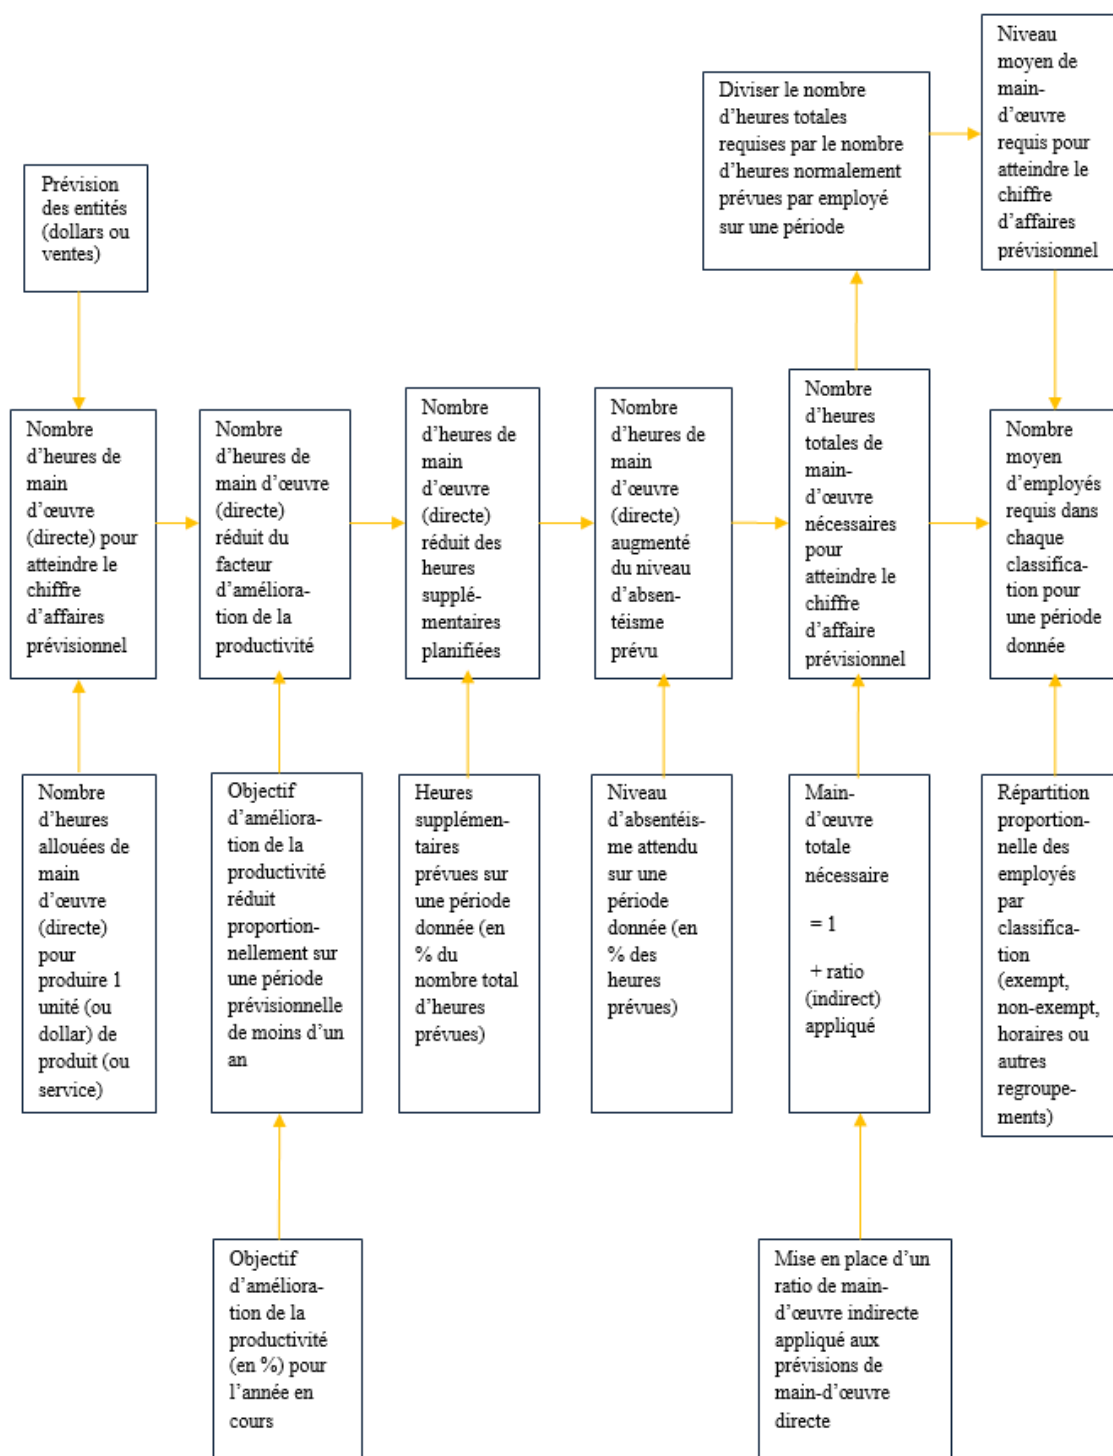 Niveau
moyen de
main-
d’œuvre
requis pour
atteindre le
chiffre
d’affaires
prévisionnel
Diviser le nombre
d’heures totales
requises par le nombre
d’heures normalement
prévues par employé
sur une période
Prévision
des entités
(dollars ou
ventes)
Nombre
d’heures de
main
d’œuvre
(directe) pour
atteindre le
chiffre
d’affaires
prévisionnel
Nombre
d’heures de
main d’œuvre
(directe)
réduit du
facteur
d’améliora-
tion de la
productivité
Nombre
d’heures de
main
d’œuvre
(directe)
réduit des
heures
supplé-
mentaires
planifiées
Nombre
d’heures de
main
d’œuvre
(directe)
augmenté
du niveau
d’absen-
téisme
prévu
Nombre
d’heures
totales de
main-
d’œuvre
nécessaires
pour
atteindre le
chiffre
d’affaire
prévisionnel
Nombre
moyen
d’employés
requis dans
chaque
classifica-
tion pour
une période
donnée
Nombre
d’heures
allouées de
main
d’œuvre
(directe)
pour
produire 1
unité (ou
dollar) de
produit (ou
service)
Objectif
d’améliora-
tion de la
productivité
réduit
proportion-
nellement sur
une période
prévisionnelle
de moins d’un
an
Heures
supplémen-
taires
prévues sur
une période
donnée (en
% du
nombre total
d’heures
prévues)
Niveau
d’absentéis-
me attendu
sur une
période
donnée (en
% des
heures
prévues)
Main-
d’œuvre
totale
nécessaire
= 1
+ ratio
(indirect)
appliqué
Répartition
proportion-
nelle des
employés
par
classifica-
tion
(exempt,
non-exempt,
horaires ou
autres
regroupe-
ments)
Objectif
d’améliora-
tion de la
productivité
(en %) pour
l’année en
cours
Mise en place d’un
ratio de main-
d’œuvre indirecte
appliqué aux
prévisions de
main-d’œuvre
directe